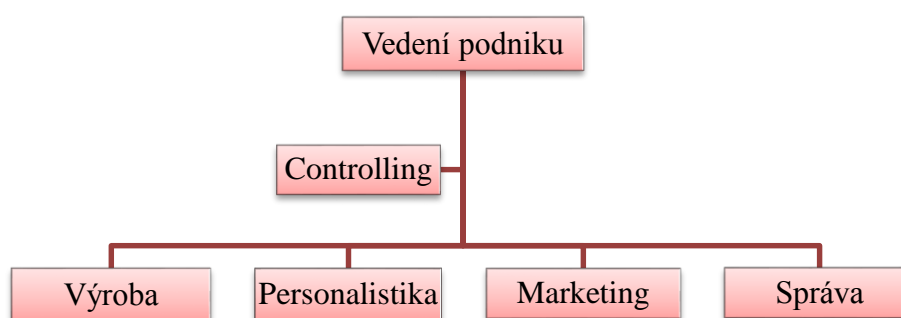 Vedení podniku
Controlling
Výroba
Personalistika
Marketing
Správa